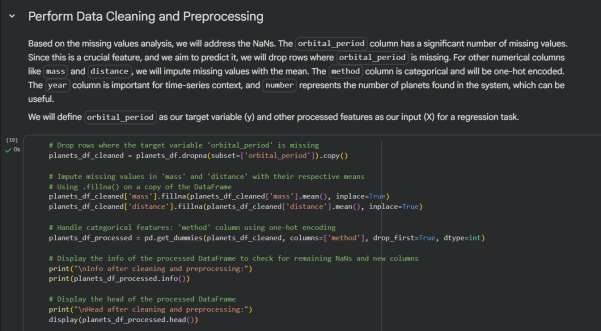 Perform Data Cleaning and Preprocessing
Based on the missing values analysis, we will address the NaNs. The orbital_period column has a significant number of missing values.
Since this is a crucial feature, and we aim to predict it, we will drop rows where orbital_period is missing. For other numerical columns
like mass and distance, we will impute missing values with the mean. The method column is categorical and will be one-hot encoded.
The year column is important for time-series context, and number represents the number of planets found in the system, which can be
useful.
We will define orbital_period as our target variable (y) and other processed features as our input (X) for a regression task.
[10]
0s
# Drop rows where the target variable 'orbital_period' is missing
planets_df_cleaned = planets_df.dropna(subset=['orbital_period']).copy()
# Impute missing values in 'mass' and 'distance' with their respective means
# Using .fillna() on a copy of the DataFrame
planets_df_cleaned['mass'].fillna(planets_df_cleaned['mass'].mean(), inplace=True)
planets_df_cleaned['distance'].fillna(planets_df_cleaned['distance'].mean(), inplace=True)
# Handle categorical features: 'method' column using one-hot encoding
planets_df_processed = pd.get_dummies(planets_df_cleaned, columns=['method'], drop_first=True, dtype=int)
# Display the info of the processed DataFrame to check for remaining NaNs and new columns
print("\nInfo after cleaning and preprocessing:")
print(planets_df_processed.info())
# Display the head of the processed DataFrame
print("\nHead after cleaning and preprocessing:")
display(planets_df_processed.head())